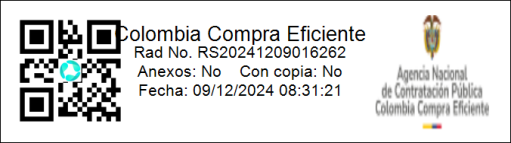 Colombia Compra Eficiente
Rad No. RS20241209016262
Anexos: No Con copia: No
Fecha: 09/12/2024 08:31:21
Agencia Nacional
de Contratación Pública
Colombia Compra Eficiente